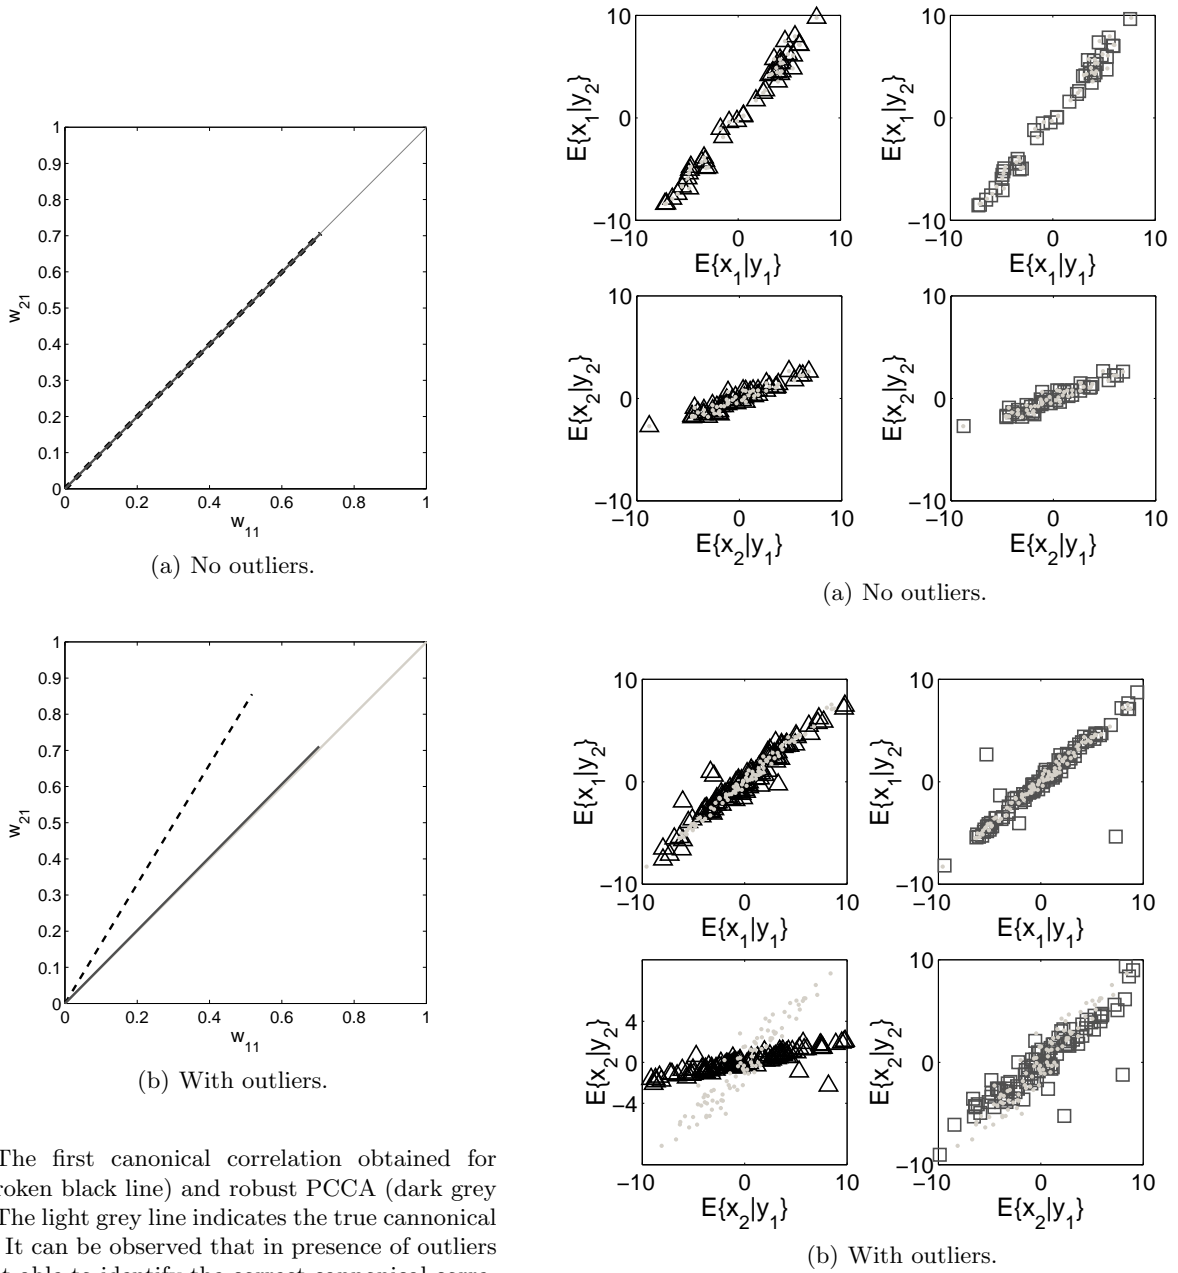 1
0.9
0.8
0.7
0.6
0.5
0.4
0.3
0.2
0.1
0
w21
0 0.2 0.4 0.6 0.8 1
w11
(a) No outliers.
1
0.9
0.8
0.7
0.6
0.5
0.4
0.3
0.2
0.1
0
w21
0 0.2 0.4 0.6 0.8 1
w11
(b) With outliers.
The first canonical correlation obtained for
roken black line) and robust PCCA (dark grey
The light grey line indicates the true cannonical
It can be observed that in presence of outliers
t able to identify the correct cannonical corre-
10
0
−10
E{x1|y2}
−10 0 10
E{x1|y1}
10
0
−10
E{x1|y2}
−10 0 10
E{x1|y1}
10
0
−10
E{x2|y2}
−10 0 10
E{x2|y1}
10
0
−10
E{x2|y2}
−10 0 10
E{x2|y1}
(a) No outliers.
10
0
−10
E{x1|y2}
−10 0 10
E{x1|y1}
10
0
−10
E{x1|y2}
−10 0 10
E{x1|y1}
4
0
−4
E{x2|y2}
−10 0 10
E{x2|y1}
10
0
−10
E{x2|y2}
−10 0 10
E{x2|y1}
(b) With outliers.